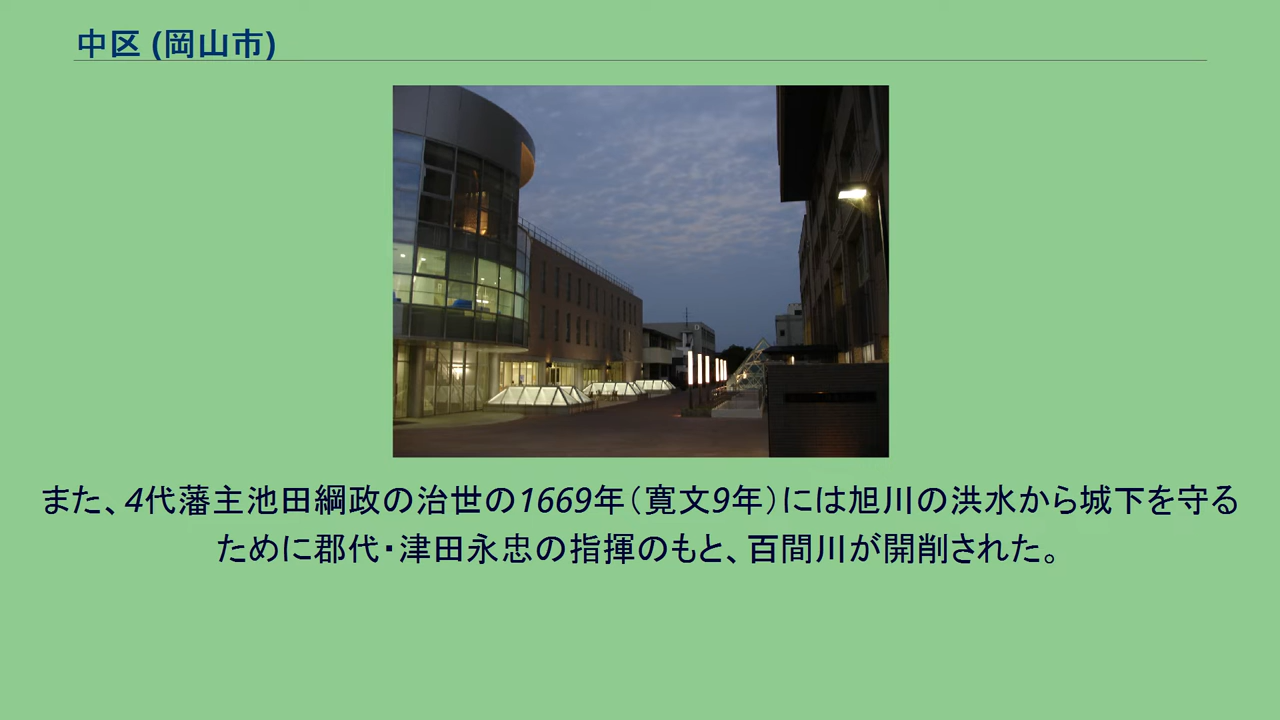 中区 (岡山市)
また、4代藩主池田綱政の治世の1669年（寛文9年）には旭川の洪水から城下を守る
ために郡代・津田永忠の指揮のもと、百間川が開削された。